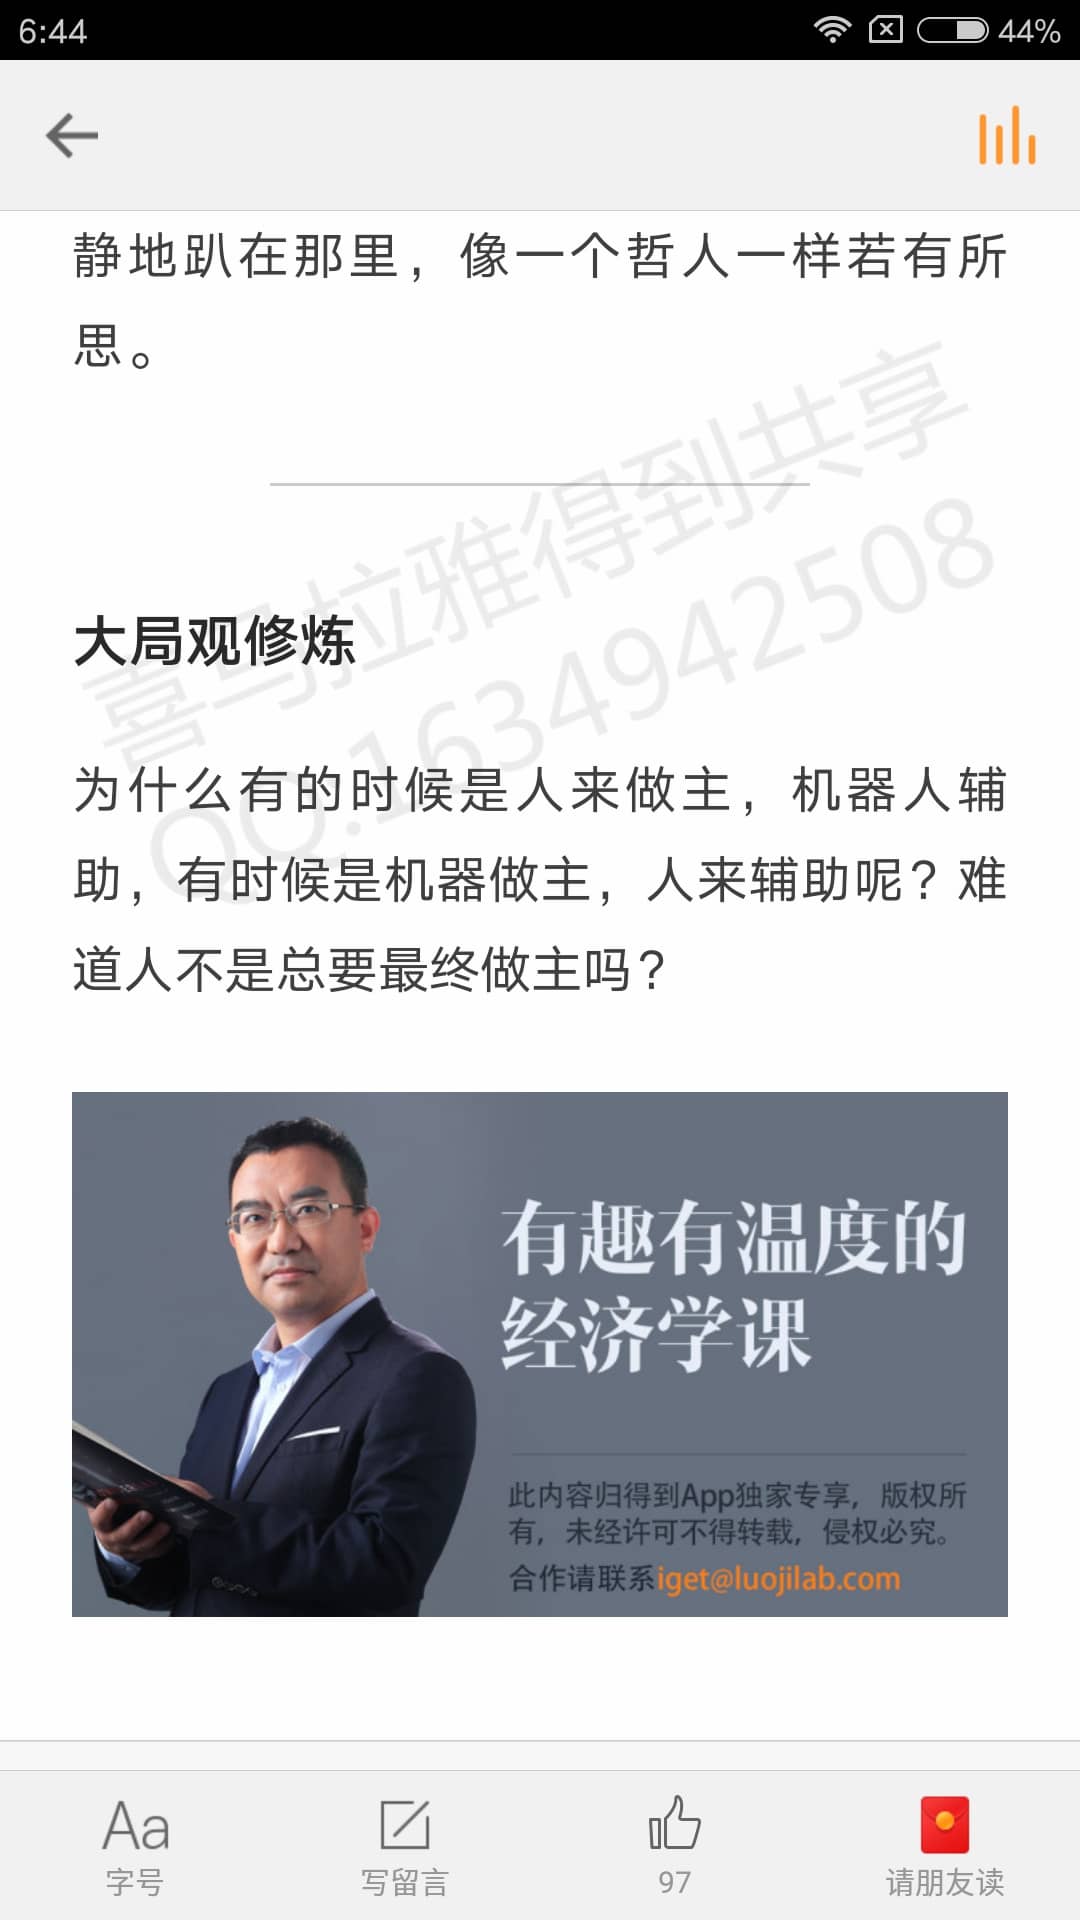 6:44
44%
静地趴在那里，像一个哲人一样若有所
思。
喜马拉雅得到共享
QQ:1634942508
大局观修炼
为什么有的时候是人来做主，机器人辅
助，有时候是机器做主，人来辅助呢？难
道人不是总要最终做主吗？
有趣有温度的
经济学课
此内容归得到App独家专享，版权所
有，未经许可不得转载，侵权必究。
合作请联系iget@luojilab.com
Aa
字号
写留言
97
请朋友读